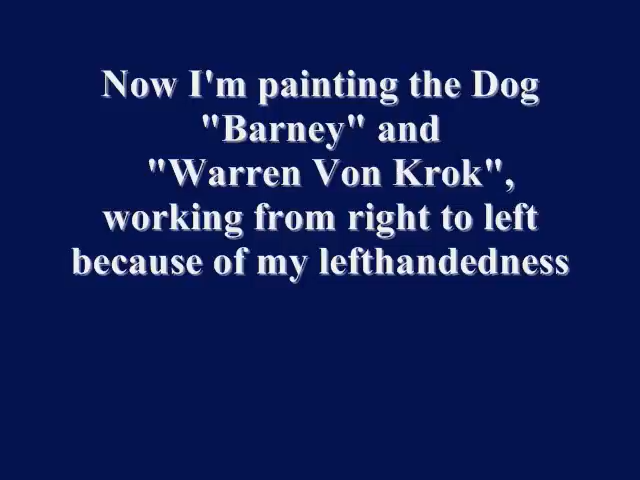 Now I'm painting the Dog
"Barney" and
"Warren Von Krok",
working from right to left
because of my lefthandedness